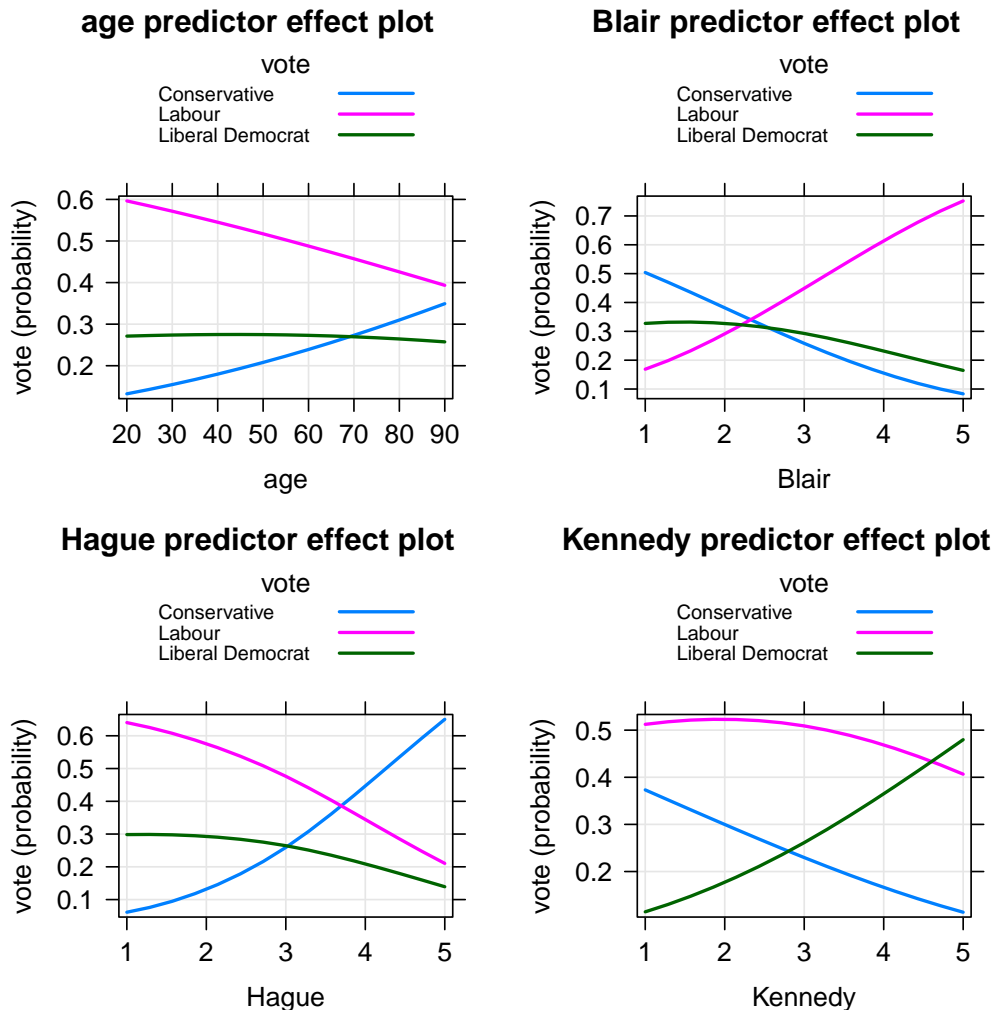 age predictor effect plot
vote
Conservative
Labour
Liberal Democrat
vote (probability)
0.6
0.5
0.4
0.3
0.2
20 30 40 50 60 70 80 90
age
Blair predictor effect plot
vote
Conservative
Labour
Liberal Democrat
vote (probability)
0.7
0.6
0.5
0.4
0.3
0.2
0.1
1 2 3 4 5
Blair
Hague predictor effect plot
vote
Conservative
Labour
Liberal Democrat
vote (probability)
0.6
0.5
0.4
0.3
0.2
0.1
1 2 3 4 5
Hague
Kennedy predictor effect plot
vote
Conservative
Labour
Liberal Democrat
vote (probability)
0.5
0.4
0.3
0.2
1 2 3 4 5
Kennedy